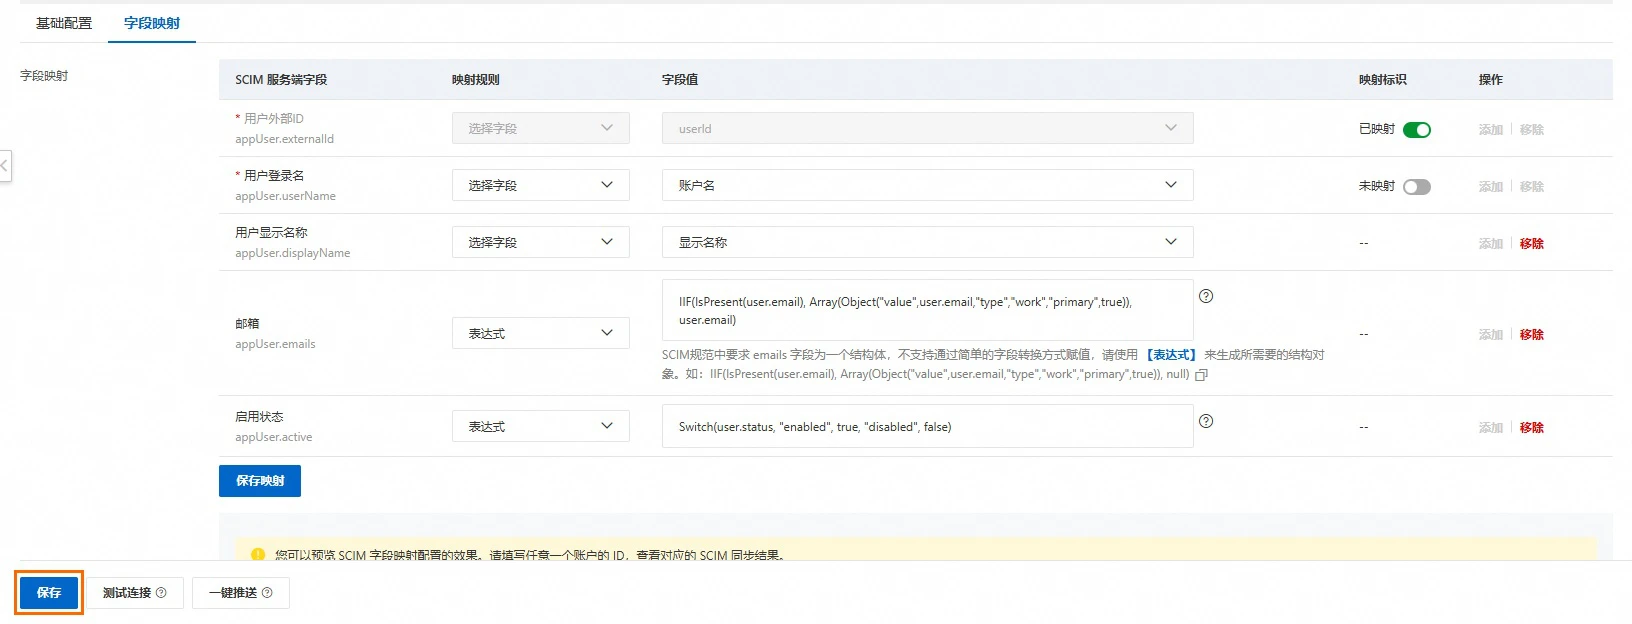 基础配置 字段映射
字段映射
SCIM 服务端字段 映射规则 字段值 映射标识 操作
* 用户外部ID
appUser.externalId
选择字段 userId 已映射 添加 移除
* 用户登录名
appUser.userName
选择字段 账户名 未映射 添加 移除
用户显示名称
appUser.displayName
选择字段 显示名称 -- 添加 移除
邮箱
appUser.emails
表达式
IIF(IsPresent(user.email), Array(Object("value",user.email,"type","work","primary",true)),
user.email)
SCIM规范中要求 emails 字段为一个结构体，不支持通过简单的字段转换方式赋值，请使用 【表达式】 来生成所需要的结构对
象。如：IIF(IsPresent(user.email), Array(Object("value",user.email,"type","work","primary",true)), null)
-- 添加 移除
启用状态
appUser.active
表达式 Switch(user.status, "enabled", true, "disabled", false) -- 添加 移除
保存映射
您可以预览 SCIM 字段映射配置的效果。请填写任意一个账户的 ID，查看对应的 SCIM 同步结果。
保存 测试连接 一键推送